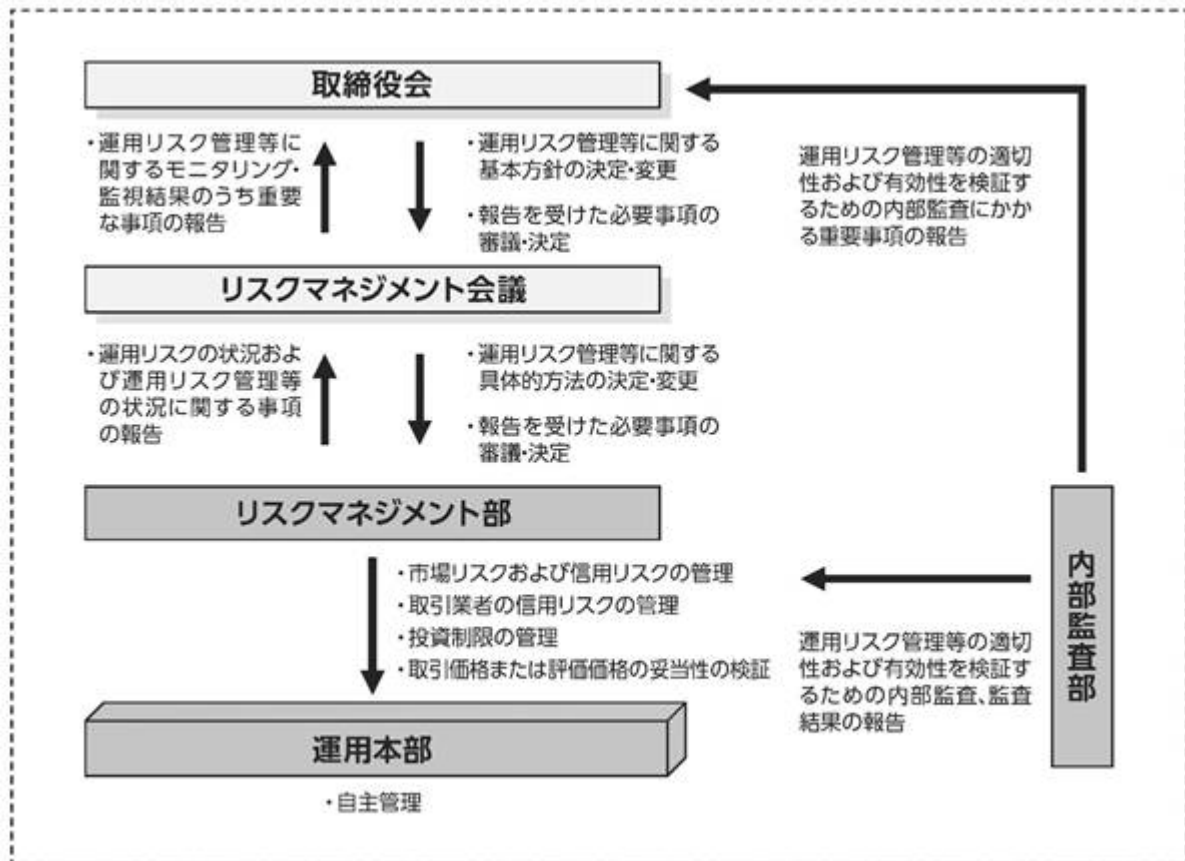 取締役会
・運用リスク管理等に
関するモニタリング・
監視結果のうち重要
な事項の報告
・運用リスク管理等に関する
基本方針の決定・変更
・報告を受けた必要事項の
審議・決定
運用リスク管理等の適切
性および有効性を検証す
るための内部監査にかか
る重要事項の報告
リスクマネジメント会議
・運用リスクの状況およ
び運用リスク管理等
の状況に関する事項
の報告
・運用リスク管理等に関する
具体的方法の決定・変更
・報告を受けた必要事項の
審議・決定
リスクマネジメント部
・市場リスクおよび信用リスクの管理
・取引業者の信用リスクの管理
・投資制限の管理
・取引価格または評価価格の妥当性の検証
内部監査部
運用リスク管理等の適切
性および有効性を検証す
るための内部監査、監査
結果の報告
運用本部
・自主管理